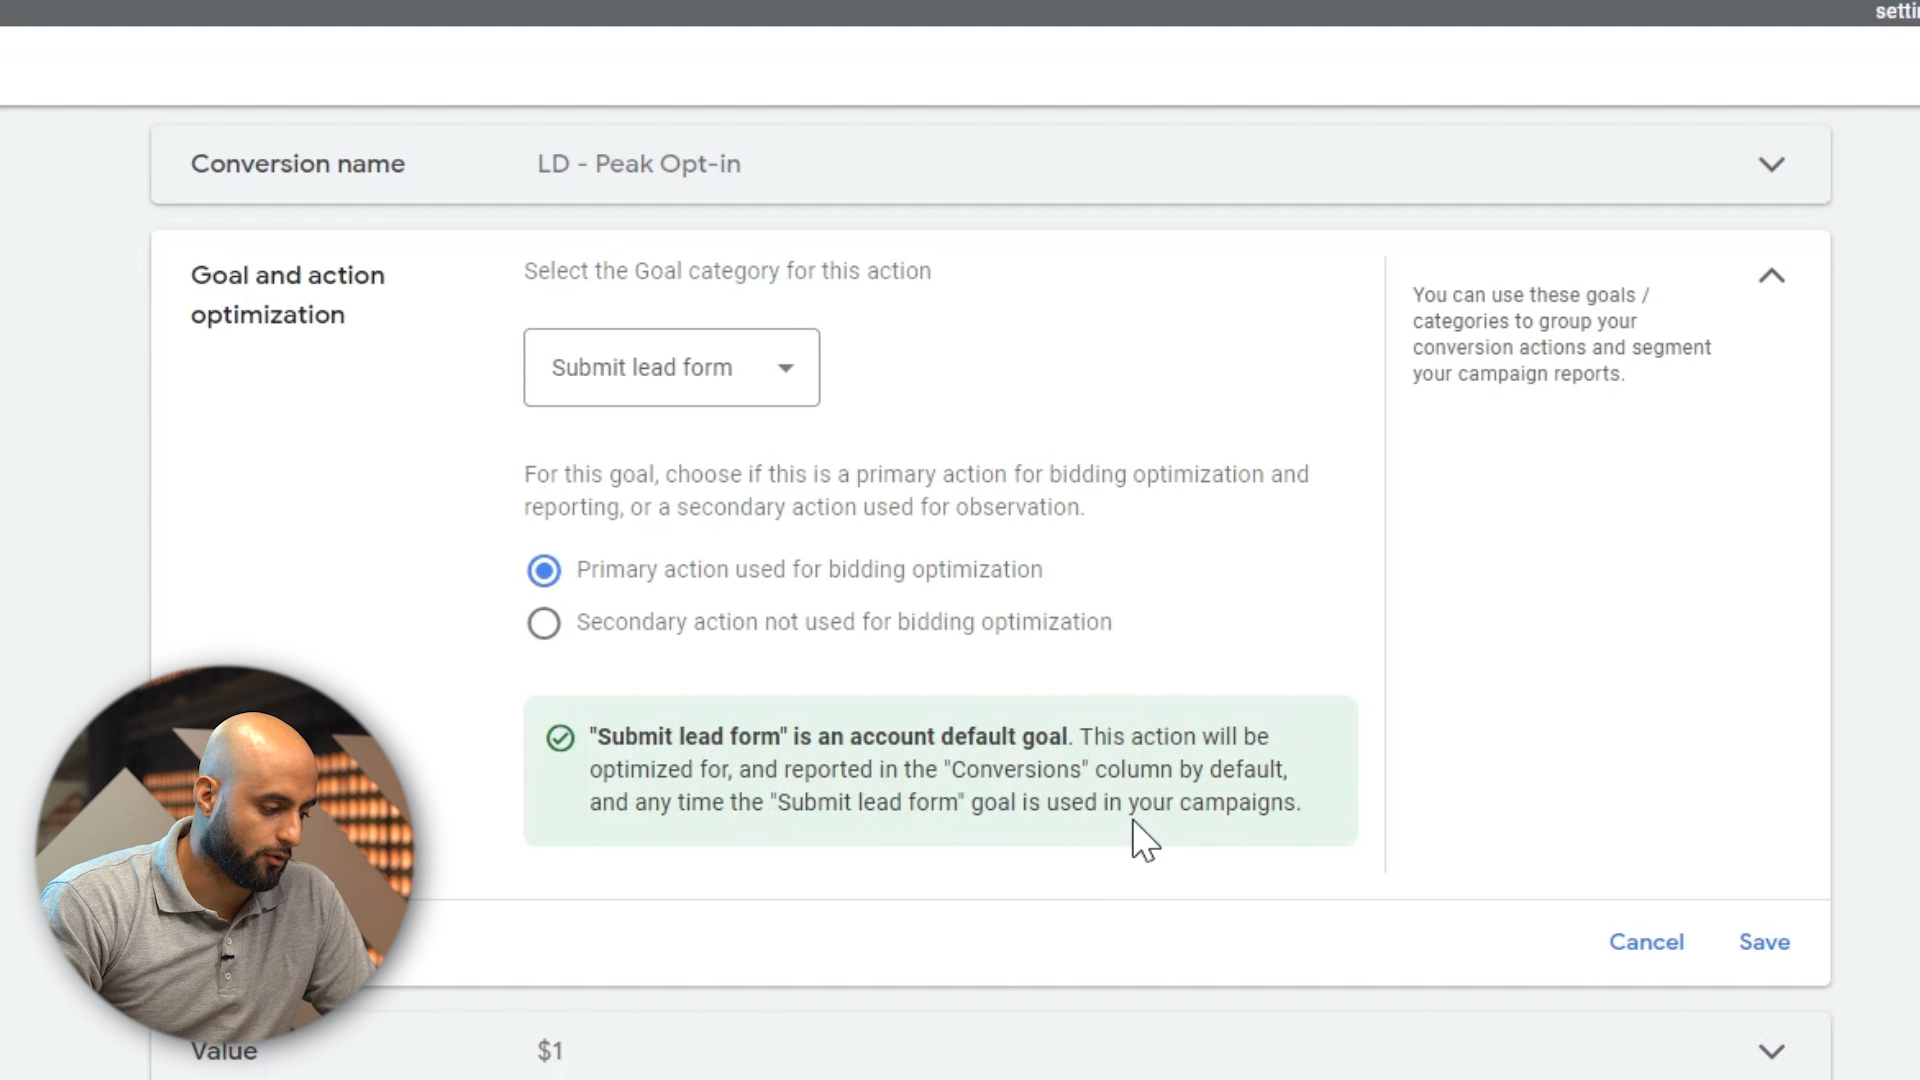 Conversion name LD - Peak Opt-in
Goal and action
optimization
Select the Goal category for this action
Submit lead form
You can use these goals /
categories to group your
conversion actions and segment
your campaign reports.
For this goal, choose if this is a primary action for bidding optimization and
reporting, or a secondary action used for observation.
Primary action used for bidding optimization
Secondary action not used for bidding optimization
"Submit lead form" is an account default goal. This action will be
optimized for, and reported in the "Conversions" column by default,
and any time the "Submit lead form" goal is used in your campaigns.
Cancel Save
Value $1